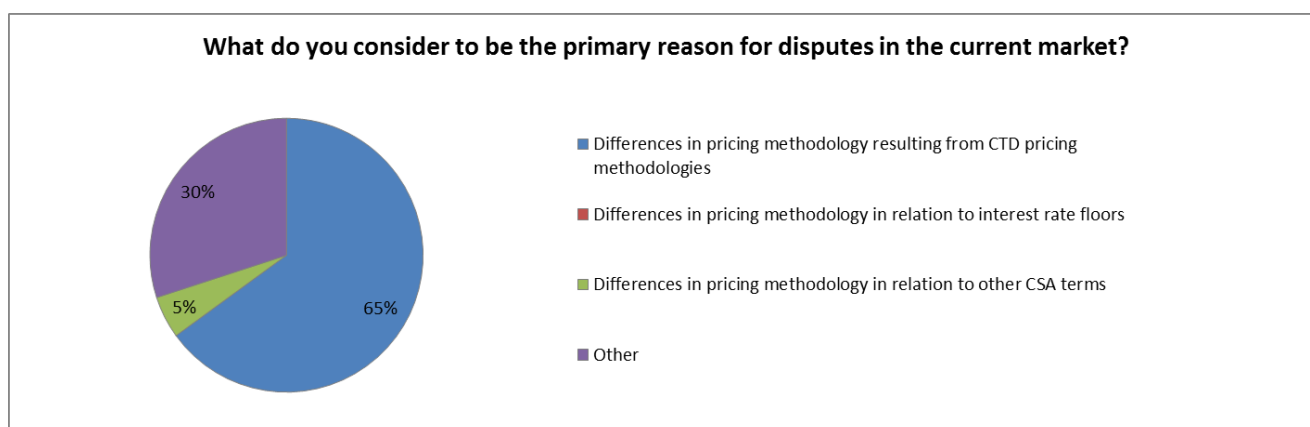 What do you consider to be the primary reason for disputes in the current market?
Differences in pricing methodology resulting from CTD pricing
methodologies
30%
Differences in pricing methodology in relation to interest rate floors
Differences in pricing methodology in relation to other CSA terms
5%
65%
Other